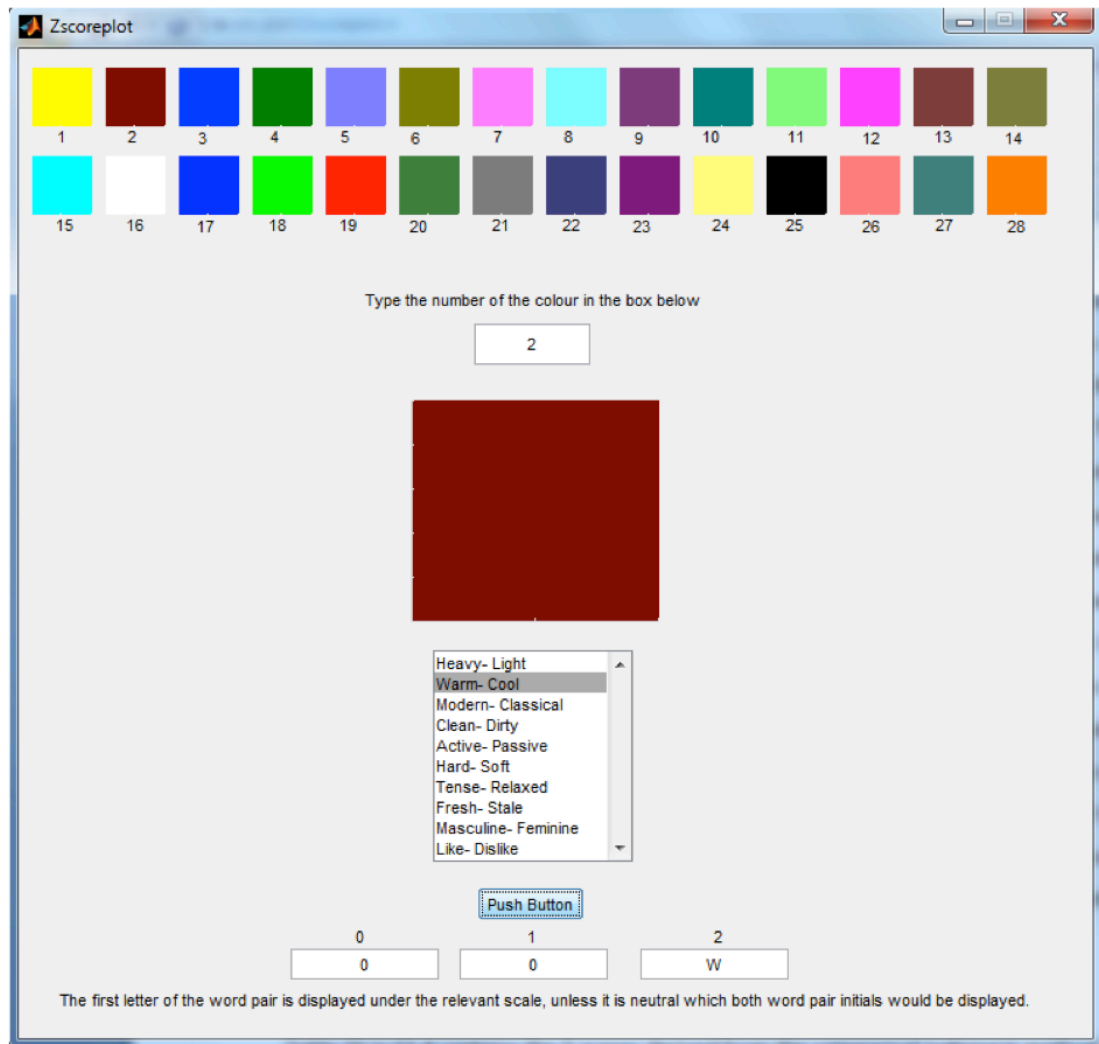 Zscoreplot
1 2 3 4 5 6 7 8 9 10 11 12 13 14
15 16 17 18 19 20 21 22 23 24 25 26 27 28
Type the number of the colour in the box below
2
Heavy- Light
Warm- Cool
Modern- Classical
Clean- Dirty
Active- Passive
Hard- Soft
Tense- Relaxed
Fresh- Stale
Masculine- Feminine
Like- Dislike
Push Button
0 1 2
0 0 W
The first letter of the word pair is displayed under the relevant scale, unless it is neutral which both word pair initials would be displayed.